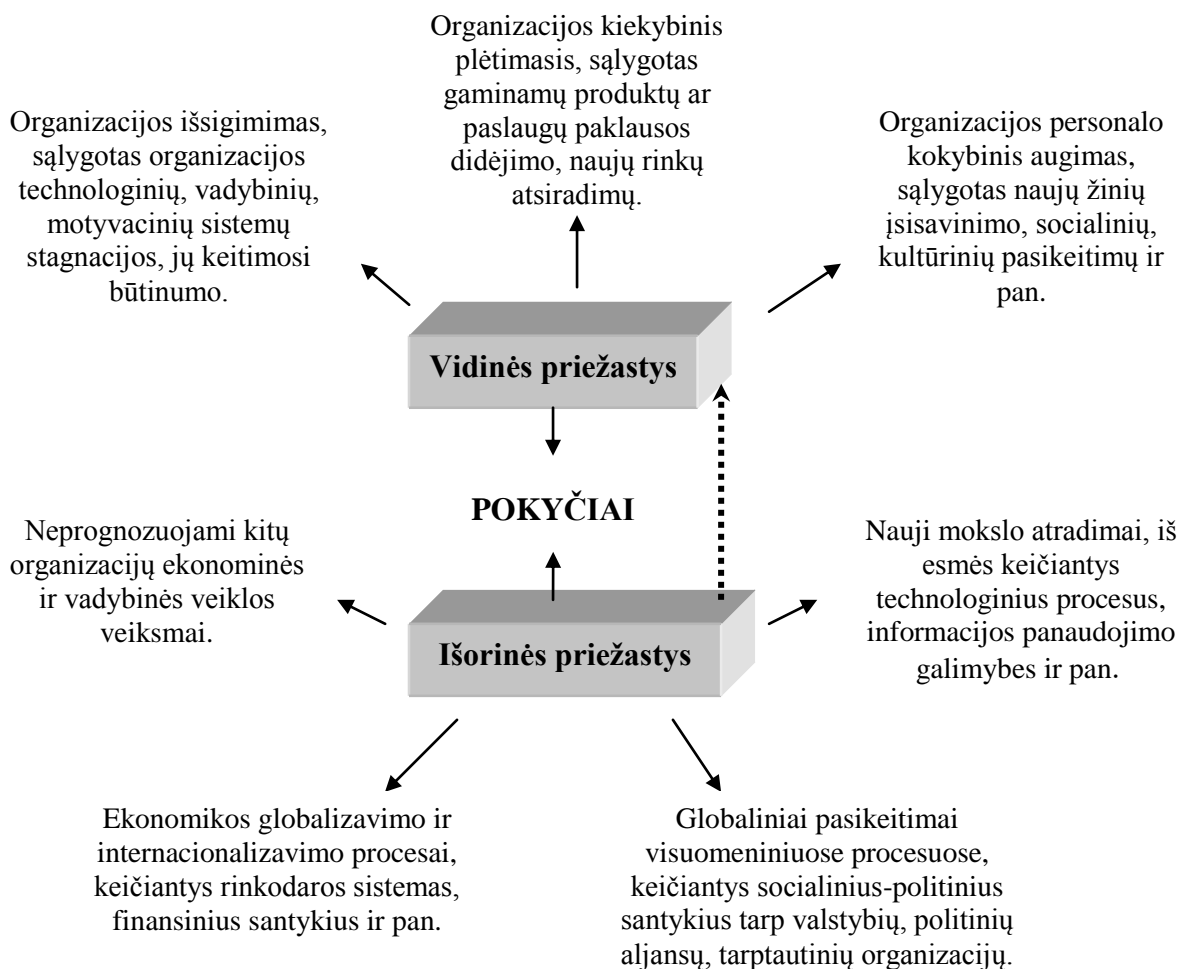 Organizacijos kiekybinis
plėtimasis, sąlygotas
gaminamų produktų ar
paslaugų paklausos
didėjimo, naujų rinkų
atsiradimų.
Organizacijos išsigimimas,
sąlygotas organizacijos
technologinių, vadybinių,
motyvacinių sistemų
stagnacijos, jų keitimosi
būtinumo.
Organizacijos personalo
kokybinis augimas,
sąlygotas naujų žinių
įsisavinimo, socialinių,
kultūrinių pasikeitimų ir
pan.
Vidinės priežastys
POKYČIAI
Neprognozuojami kitų
organizacijų ekonominės
ir vadybinės veiklos
veiksmai.
Nauji mokslo atradimai, iš
esmės keičiantys
technologinius procesus,
informacijos panaudojimo
galimybes ir pan.
Išorinės priežastys
Ekonomikos globalizavimo ir
internacionalizavimo procesai,
keičiantys rinkodaros sistemas,
finansinius santykius ir pan.
Globaliniai pasikeitimai
visuomeniniuose procesuose,
keičiantys socialinius-politinius
santykius tarp valstybių, politinių
aljansų, tarptautinių organizacijų.